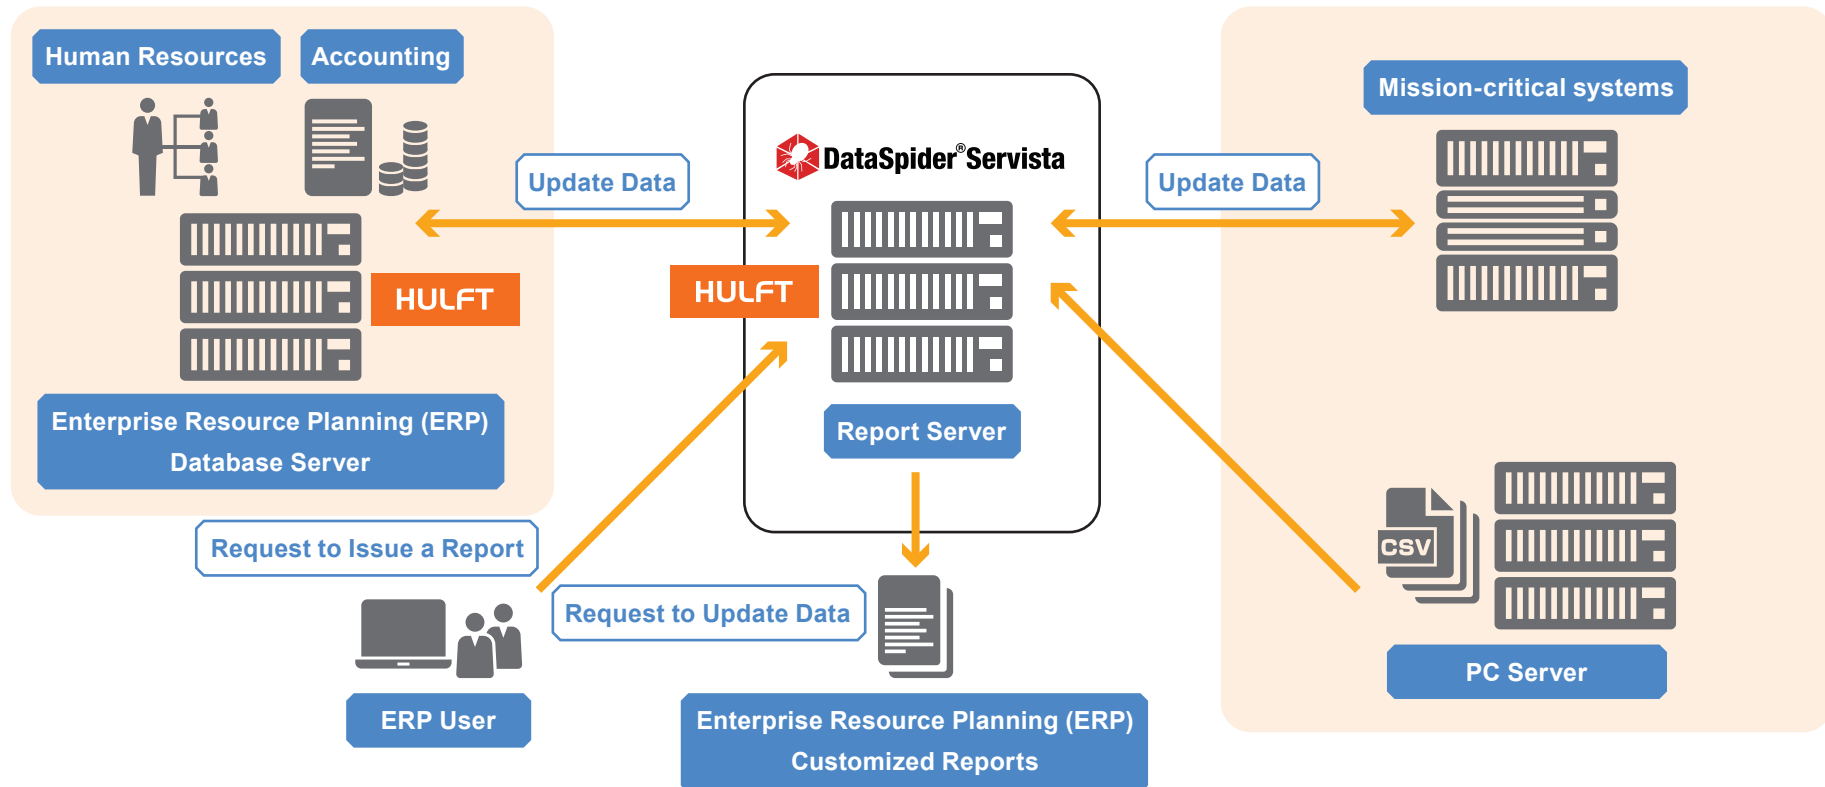 Human Resources
Accounting
Mission-critical systems
DataSpider® Servista
Update Data
Update Data
HULFT
HULFT
Enterprise Resource Planning (ERP)
Database Server
Report Server
Request to Issue a Report
CSV
Request to Update Data
PC Server
ERP User
Enterprise Resource Planning (ERP)
Customized Reports